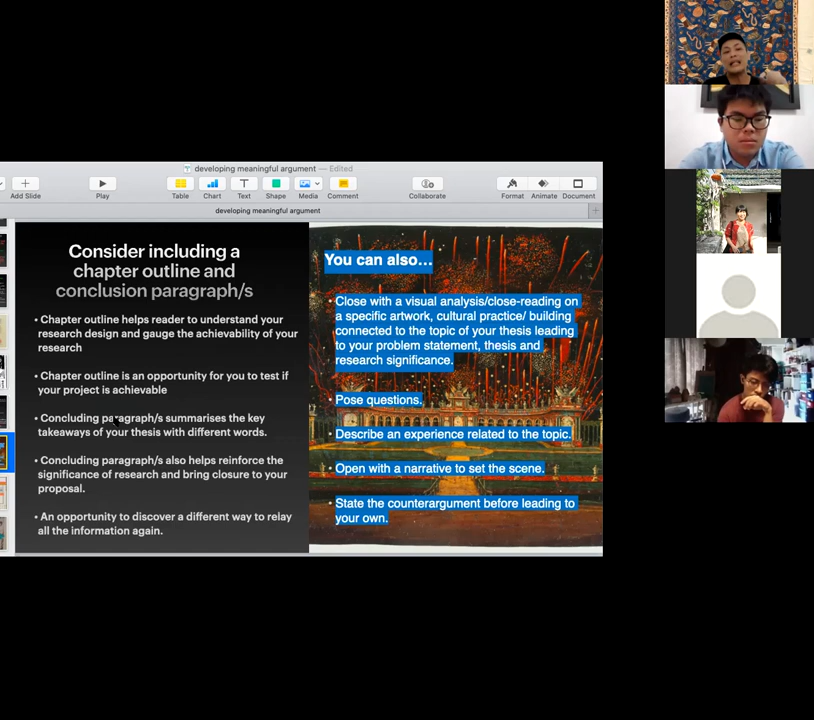 developing meaningful argument — Edited
Add Slide
Play
Table
Chart
Text
Shape
Media
Comment
Collaborate
Format
Animate
Document
developing meaningful argument
Consider including a
chapter outline and
conclusion paragraph/s
• Chapter outline helps reader to understand your
research design and gauge the achievability of your
research
• Chapter outline is an opportunity for you to test if
your project is achievable
• Concluding paragraph/s summarises the key
takeaways of your thesis with different words.
• Concluding paragraph/s also helps reinforce the
significance of research and bring closure to your
proposal.
• An opportunity to discover a different way to relay
all the information again.
You can also...
• Close with a visual analysis/close-reading on
a specific artwork, cultural practice/ building
connected to the topic of your thesis leading
to your problem statement, thesis and
research significance.
• Pose questions.
• Describe an experience related to the topic.
• Open with a narrative to set the scene.
• State the counterargument before leading to
your own.